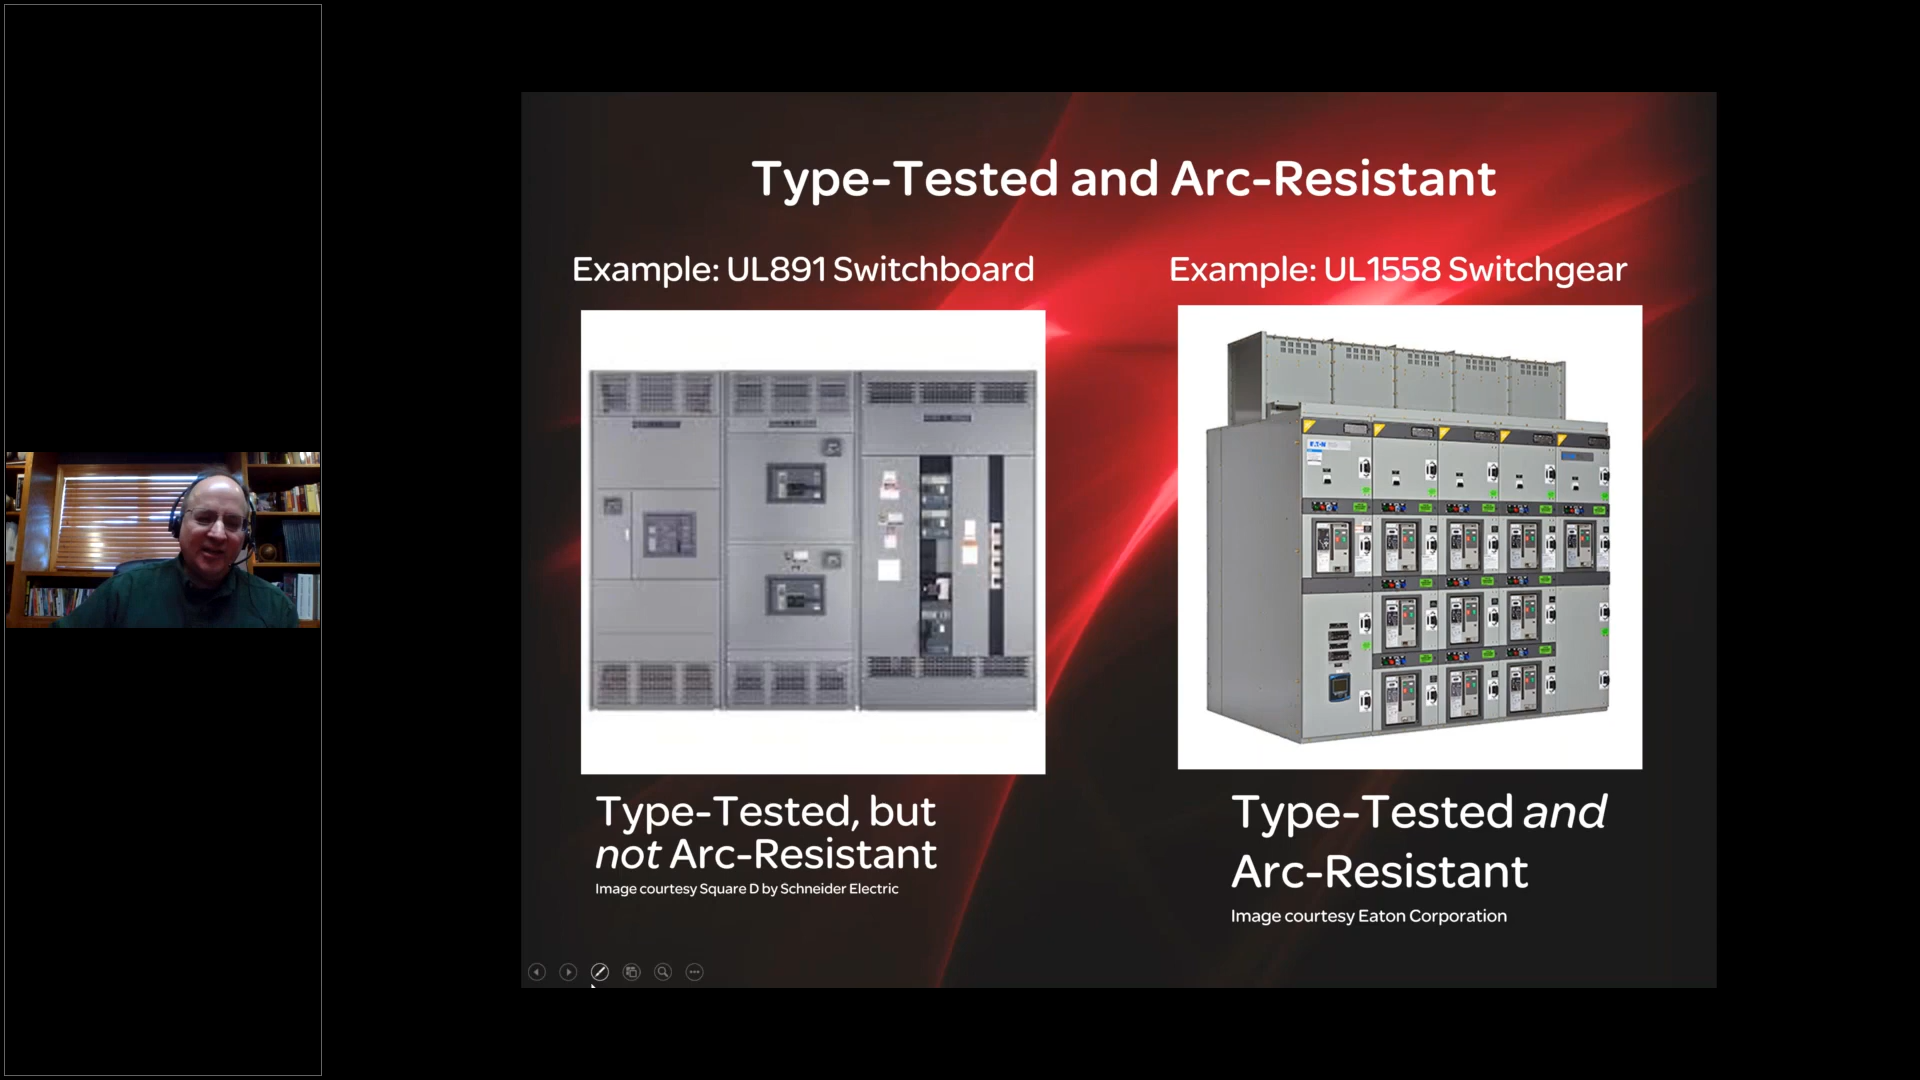 Type-Tested and Arc-Resistant
Example: UL891 Switchboard
Example: UL1558 Switchgear
Type-Tested, but
not Arc-Resistant
Image courtesy Square D by Schneider Electric
Type-Tested and
Arc-Resistant
Image courtesy Eaton Corporation